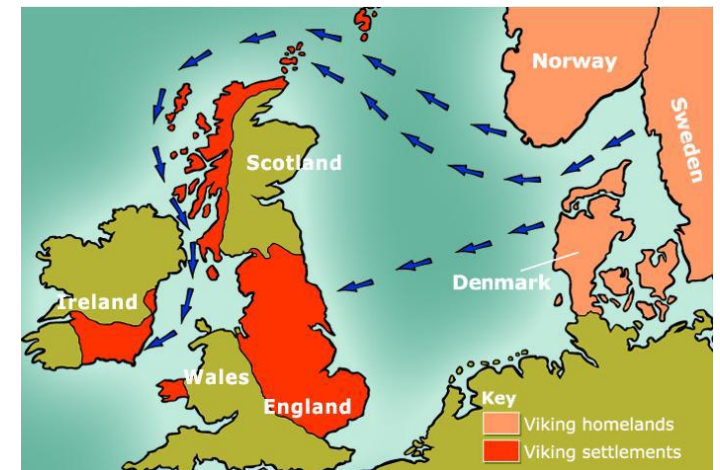 Norway
Sweden
Scotland
Denmark
Ireland
Wales
England
Key
Viking homelands
Viking settlements